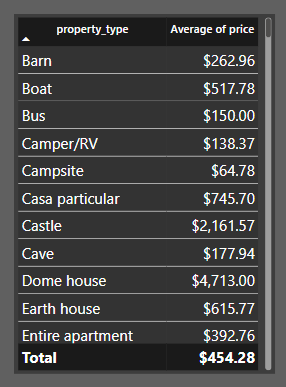 property_type Average of price
Barn $262.96
Boat $517.78
Bus $150.00
Camper/RV $138.37
Campsite $64.78
Casa particular $745.70
Castle $2,161.57
Cave $177.94
Dome house $4,713.00
Earth house $615.77
Entire apartment $392.76
Total $454.28